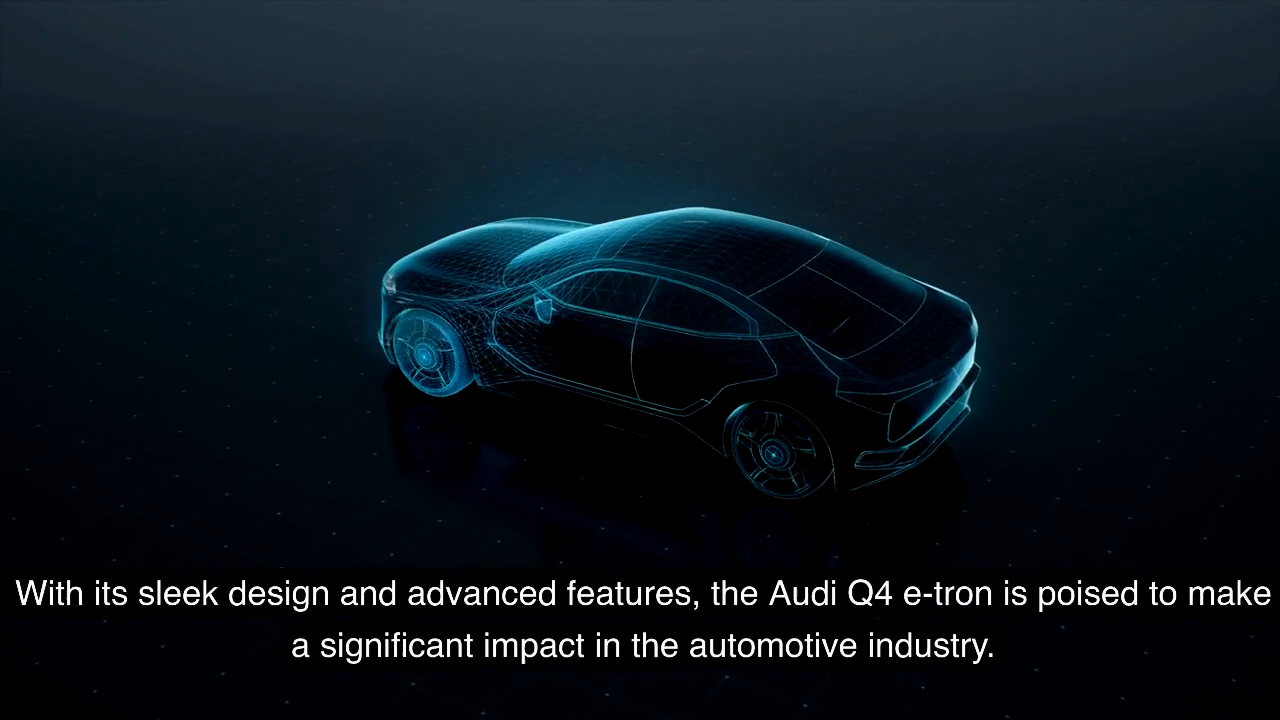 With its sleek design and advanced features, the Audi Q4 e-tron is poised to make
a significant impact in the automotive industry.